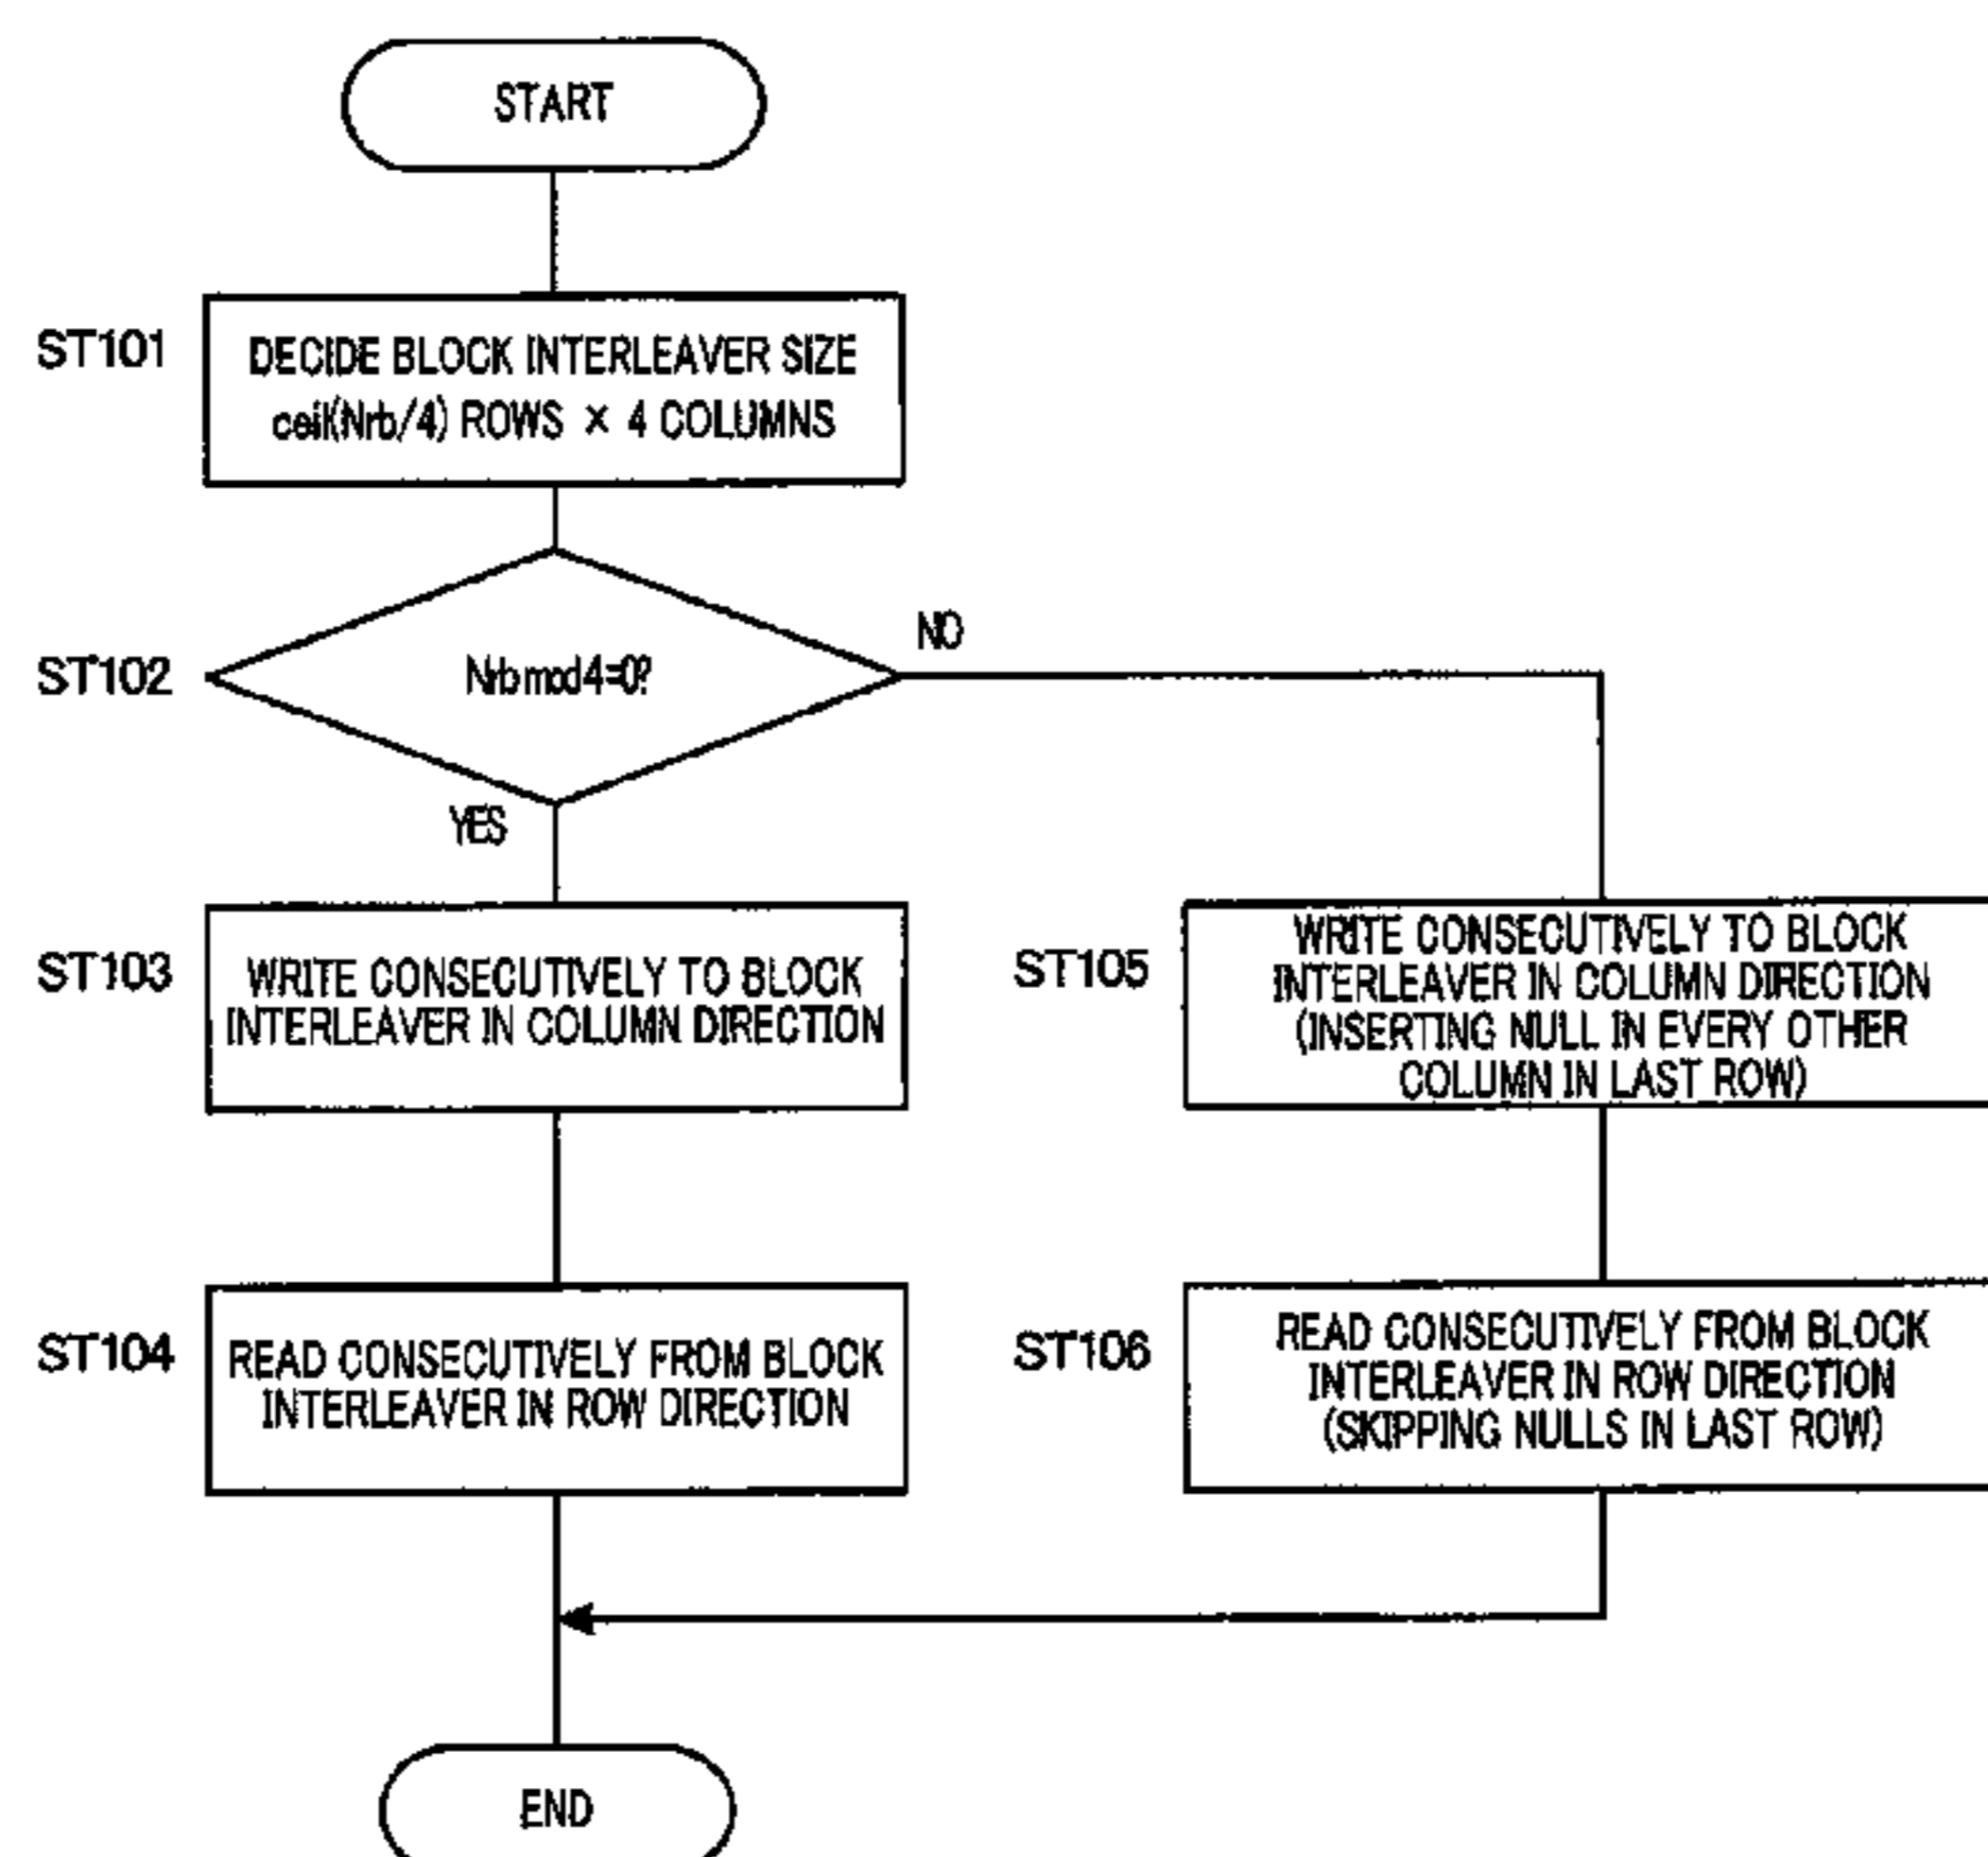 START
ST101
DECIDE BLOCK INTERLEAVER SIZE
ceil(Nrb/4) ROWS × 4 COLUMNS
ST102
Nrb mod 4=0?
NO
YES
ST103
WRITE CONSECUTIVELY TO BLOCK
INTERLEAVER IN COLUMN DIRECTION
ST105
WRITE CONSECUTIVELY TO BLOCK
INTERLEAVER IN COLUMN DIRECTION
(INSERTING NULL IN EVERY OTHER
COLUMN IN LAST ROW)
ST104
READ CONSECUTIVELY FROM BLOCK
INTERLEAVER IN ROW DIRECTION
ST106
READ CONSECUTIVELY FROM BLOCK
INTERLEAVER IN ROW DIRECTION
(SKIPPING NULLS IN LAST ROW)
END